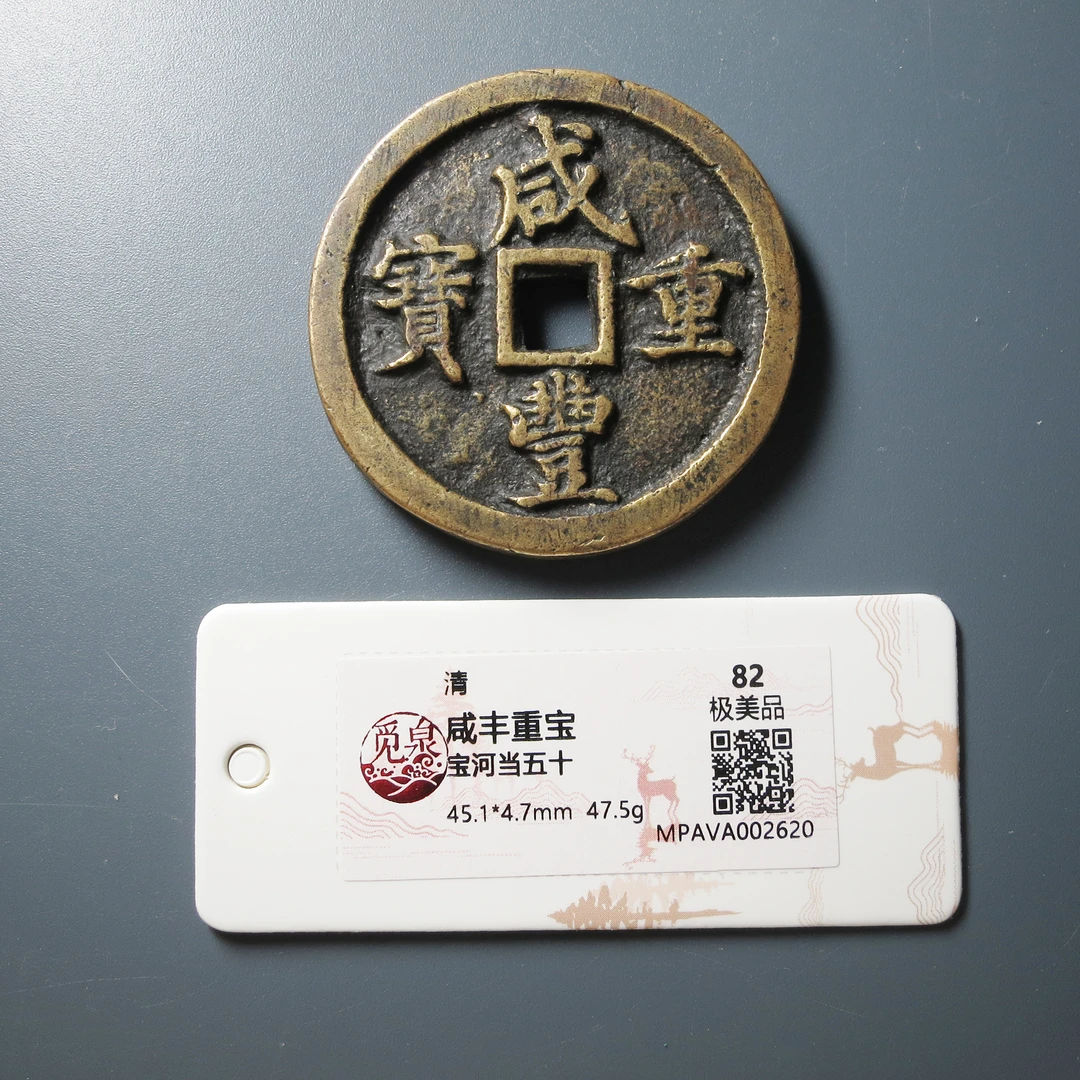 咸
豐
重
寶
清
觅泉
咸丰重宝
宝河当五十
45.1*4.7mm 47.5g
82
极美品
MPAVA002620